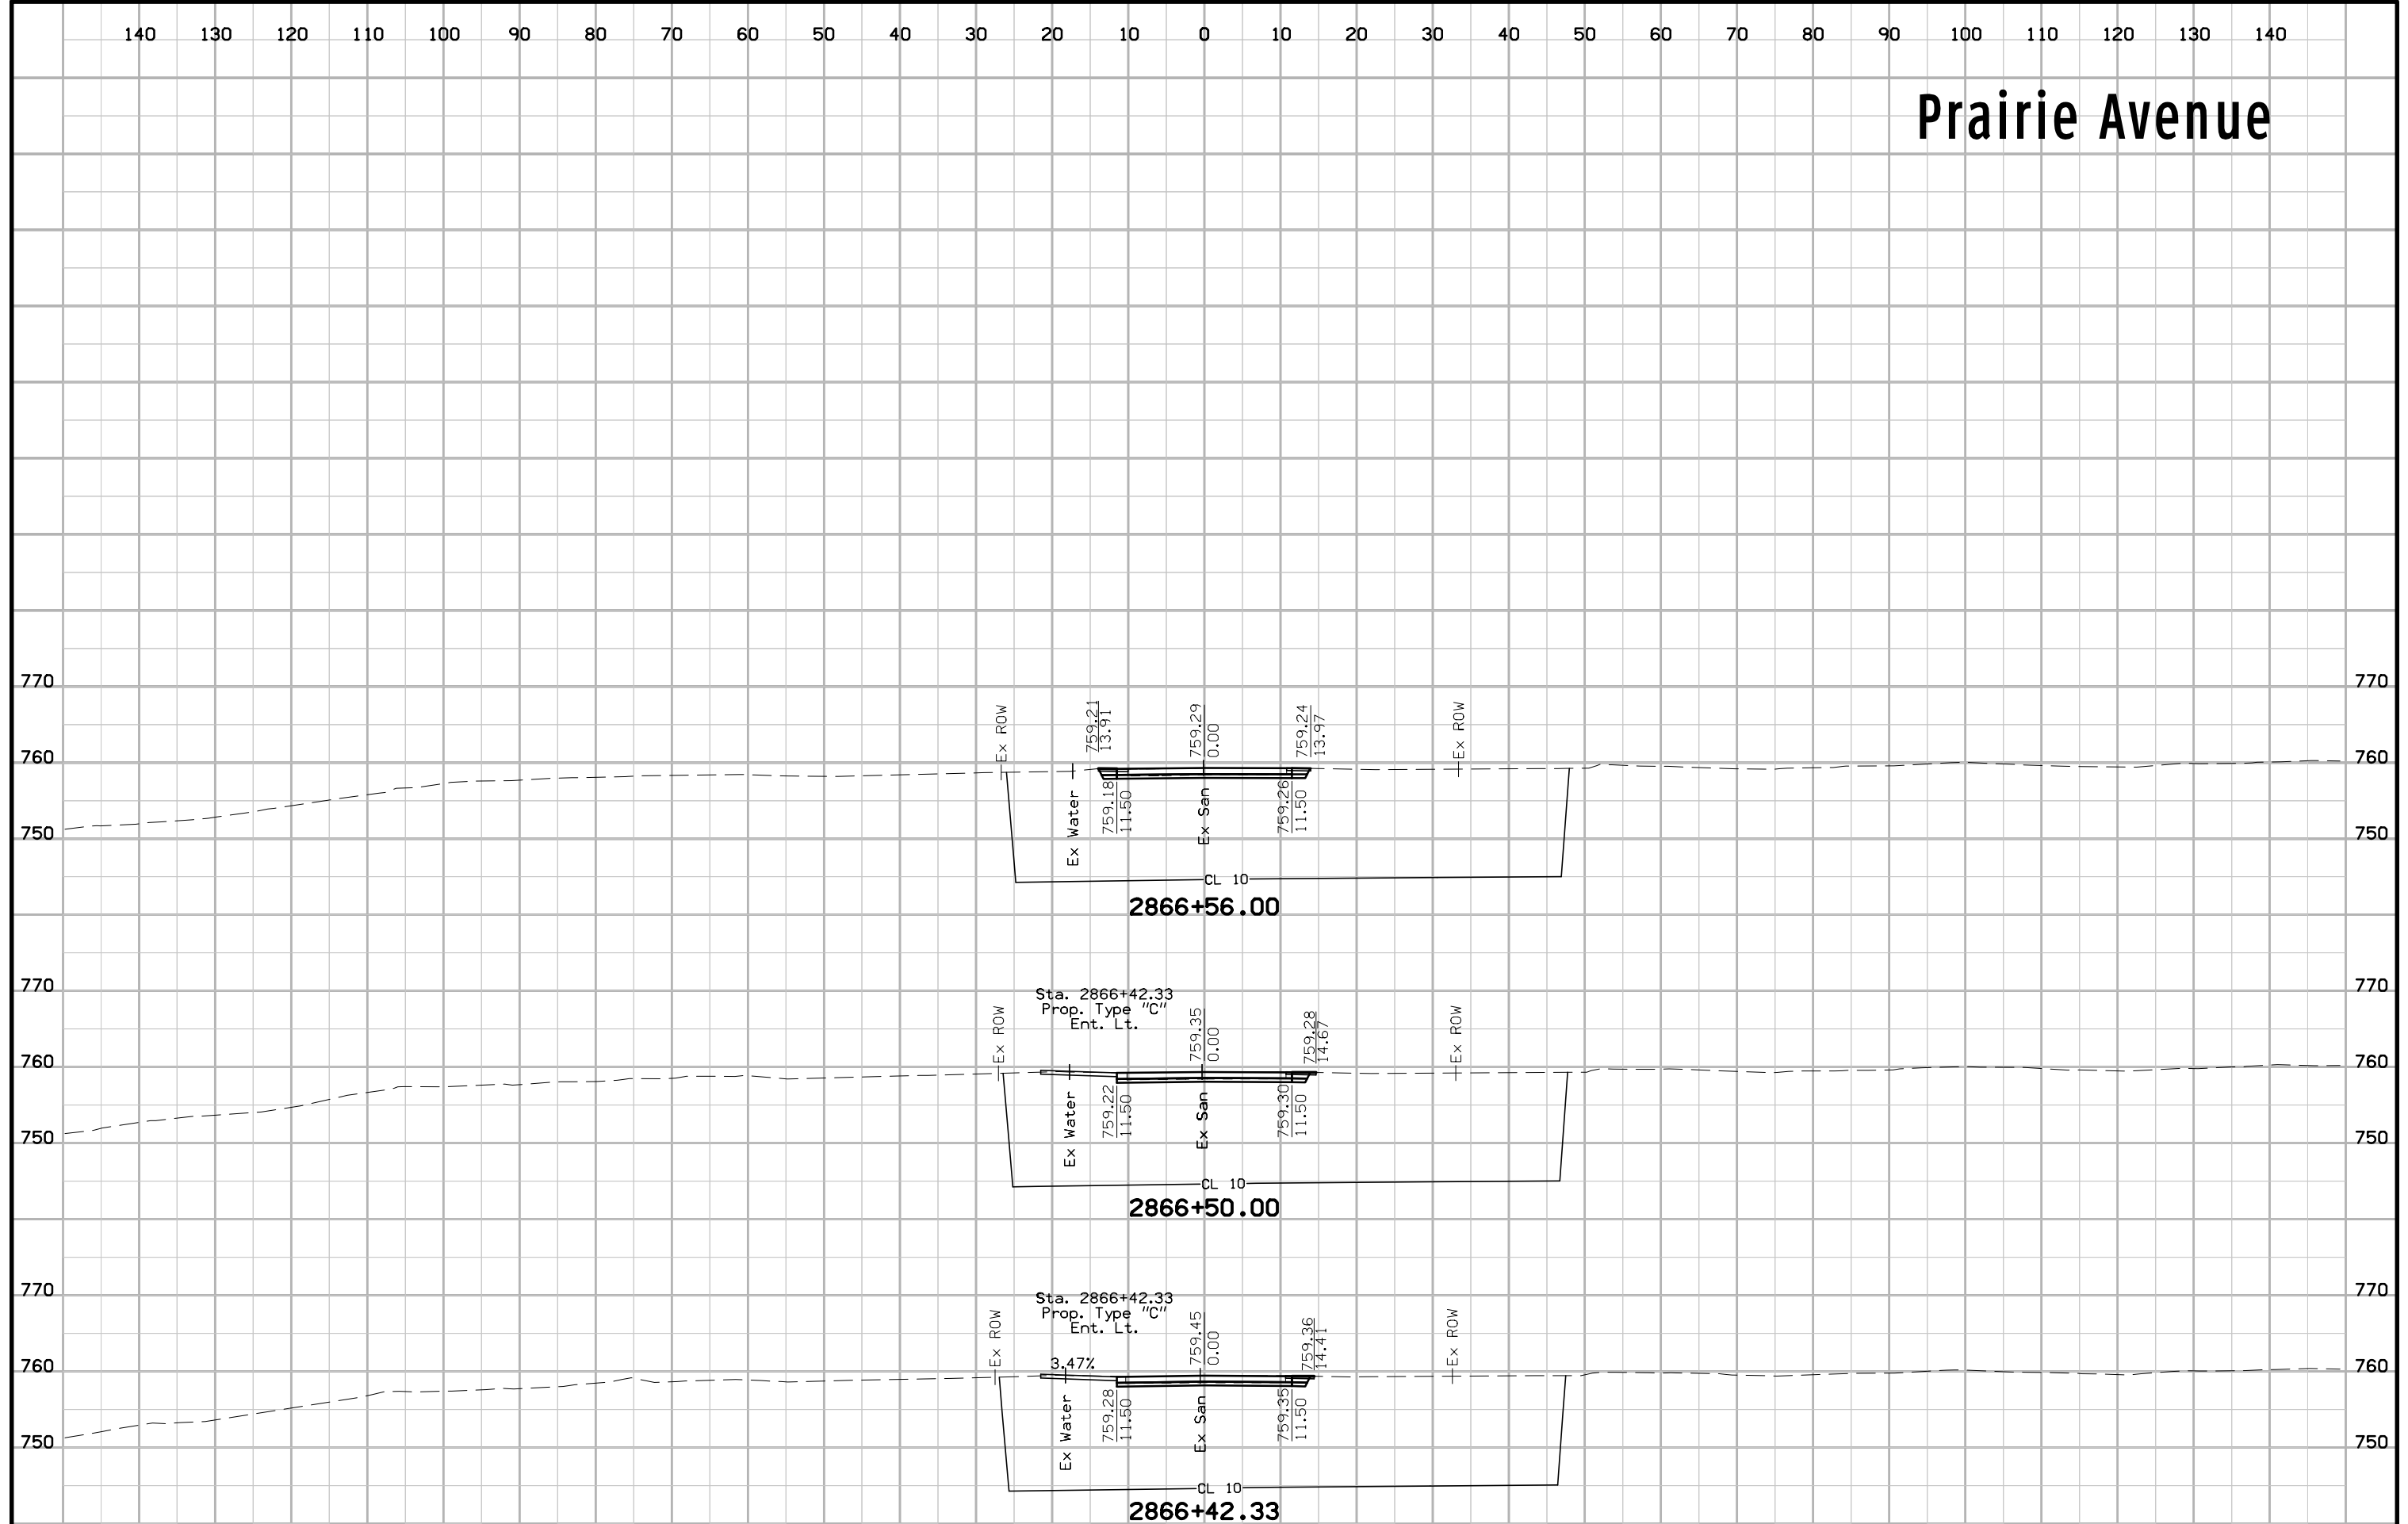 140 130 120 110 100 90 80 70 60 50 40 30 20 10 0 10 20 30 40 50 60 70 80 90 100 110 120 130 140
Prairie Avenue
770 770
Ex ROW 759.21 13.91 759.29 0.00 759.24 13.97 Ex ROW
760 760
Ex Water 759.18 11.50 Ex San 759.26 11.50
750 750
CL 10
2866+56.00
770 770
Sta. 2866+42.33
Prop. Type "C"
Ent. Lt.
Ex ROW 759.35 0.00 759.28 14.67 Ex ROW
760 760
Ex Water 759.22 11.50 Ex San 759.30 11.50
750 750
CL 10
2866+50.00
770 770
Sta. 2866+42.33
Prop. Type "C"
Ent. Lt.
Ex ROW 759.45 0.00 759.36 14.41 Ex ROW
3.47%
760 760
Ex Water 759.28 11.50 Ex San 759.35 11.50
750 750
CL 10
2866+42.33